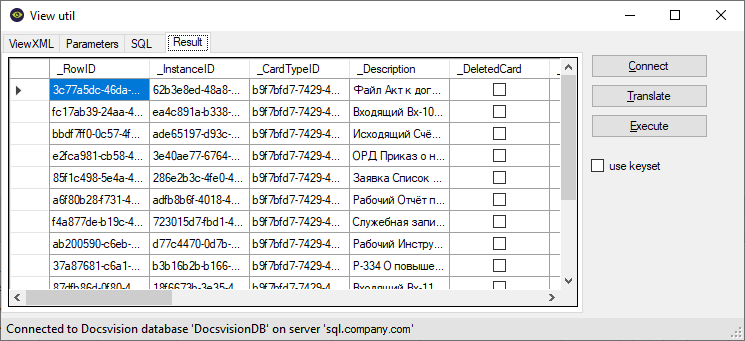 View util
ViewXML Parameters SQL Result
_RowID _InstanceID _CardTypeID _Description _DeletedCard
3c77a5dc-46da-... 62b3e8ed-48a8-... b9f7bfd7-7429-4... Файл Акт к дог...
fc17ab39-24aa-4... ea4c891a-b338-... b9f7bfd7-7429-4... Входящий Вх-10...
bbdf7ff0-0c57-4f... ade65197-d93c-... b9f7bfd7-7429-4... Исходящий Счё...
e2fca981-cb58-4... 3e40ae77-6764-... b9f7bfd7-7429-4... ОРД Приказ о н...
85f1c498-5e4a-4... 286e2b3c-4fe0-4... b9f7bfd7-7429-4... Заявка Список ...
a6f80b28-f731-4... adfb8b6f-4018-4... b9f7bfd7-7429-4... Рабочий Отчёт п...
f4a877de-b19c-4... 723015d7-fbd1-4... b9f7bfd7-7429-4... Служебная запи...
ab200590-c6eb-... d77c4470-0d7b-... b9f7bfd7-7429-4... Рабочий Инстру...
37a87681-c6a1-... b3b16b2b-b166-... b9f7bfd7-7429-4... Р-334 О повыше...
87dfb86d-0f80-4... 18f6673b-3e35-4... b9f7bfd7-7429-4... Входящий Вх-11...
Connect
Translate
Execute
use keyset
Connected to Docsvision database 'DocsvisionDB' on server 'sql.company.com'